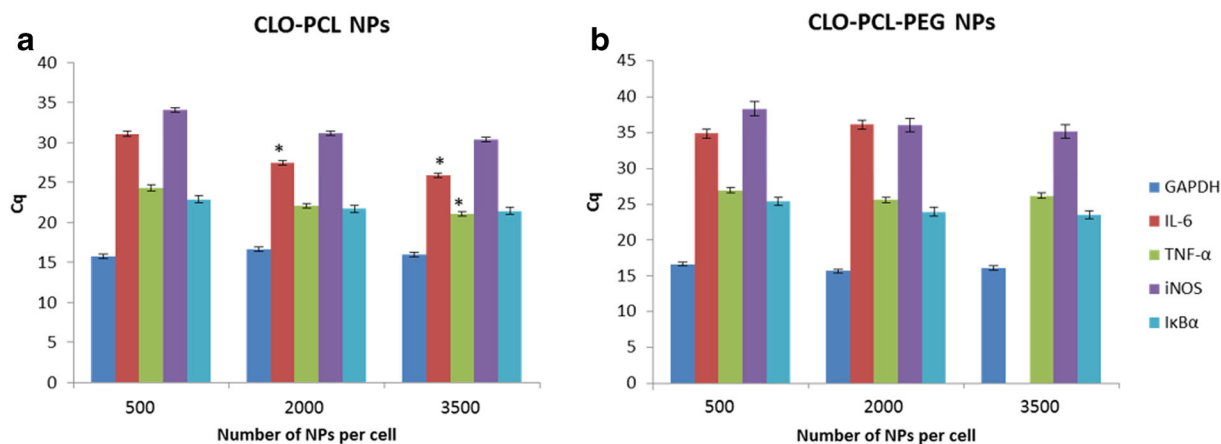 a
CLO-PCL NPs
40
35
30
25
20
15
10
5
0
Cq
*
*
*
500
2000
3500
Number of NPs per cell
b
CLO-PCL-PEG NPs
45
40
35
30
25
20
15
10
5
0
Cq
500
2000
3500
Number of NPs per cell
GAPDH
IL-6
TNF-α
iNOS
IκBα